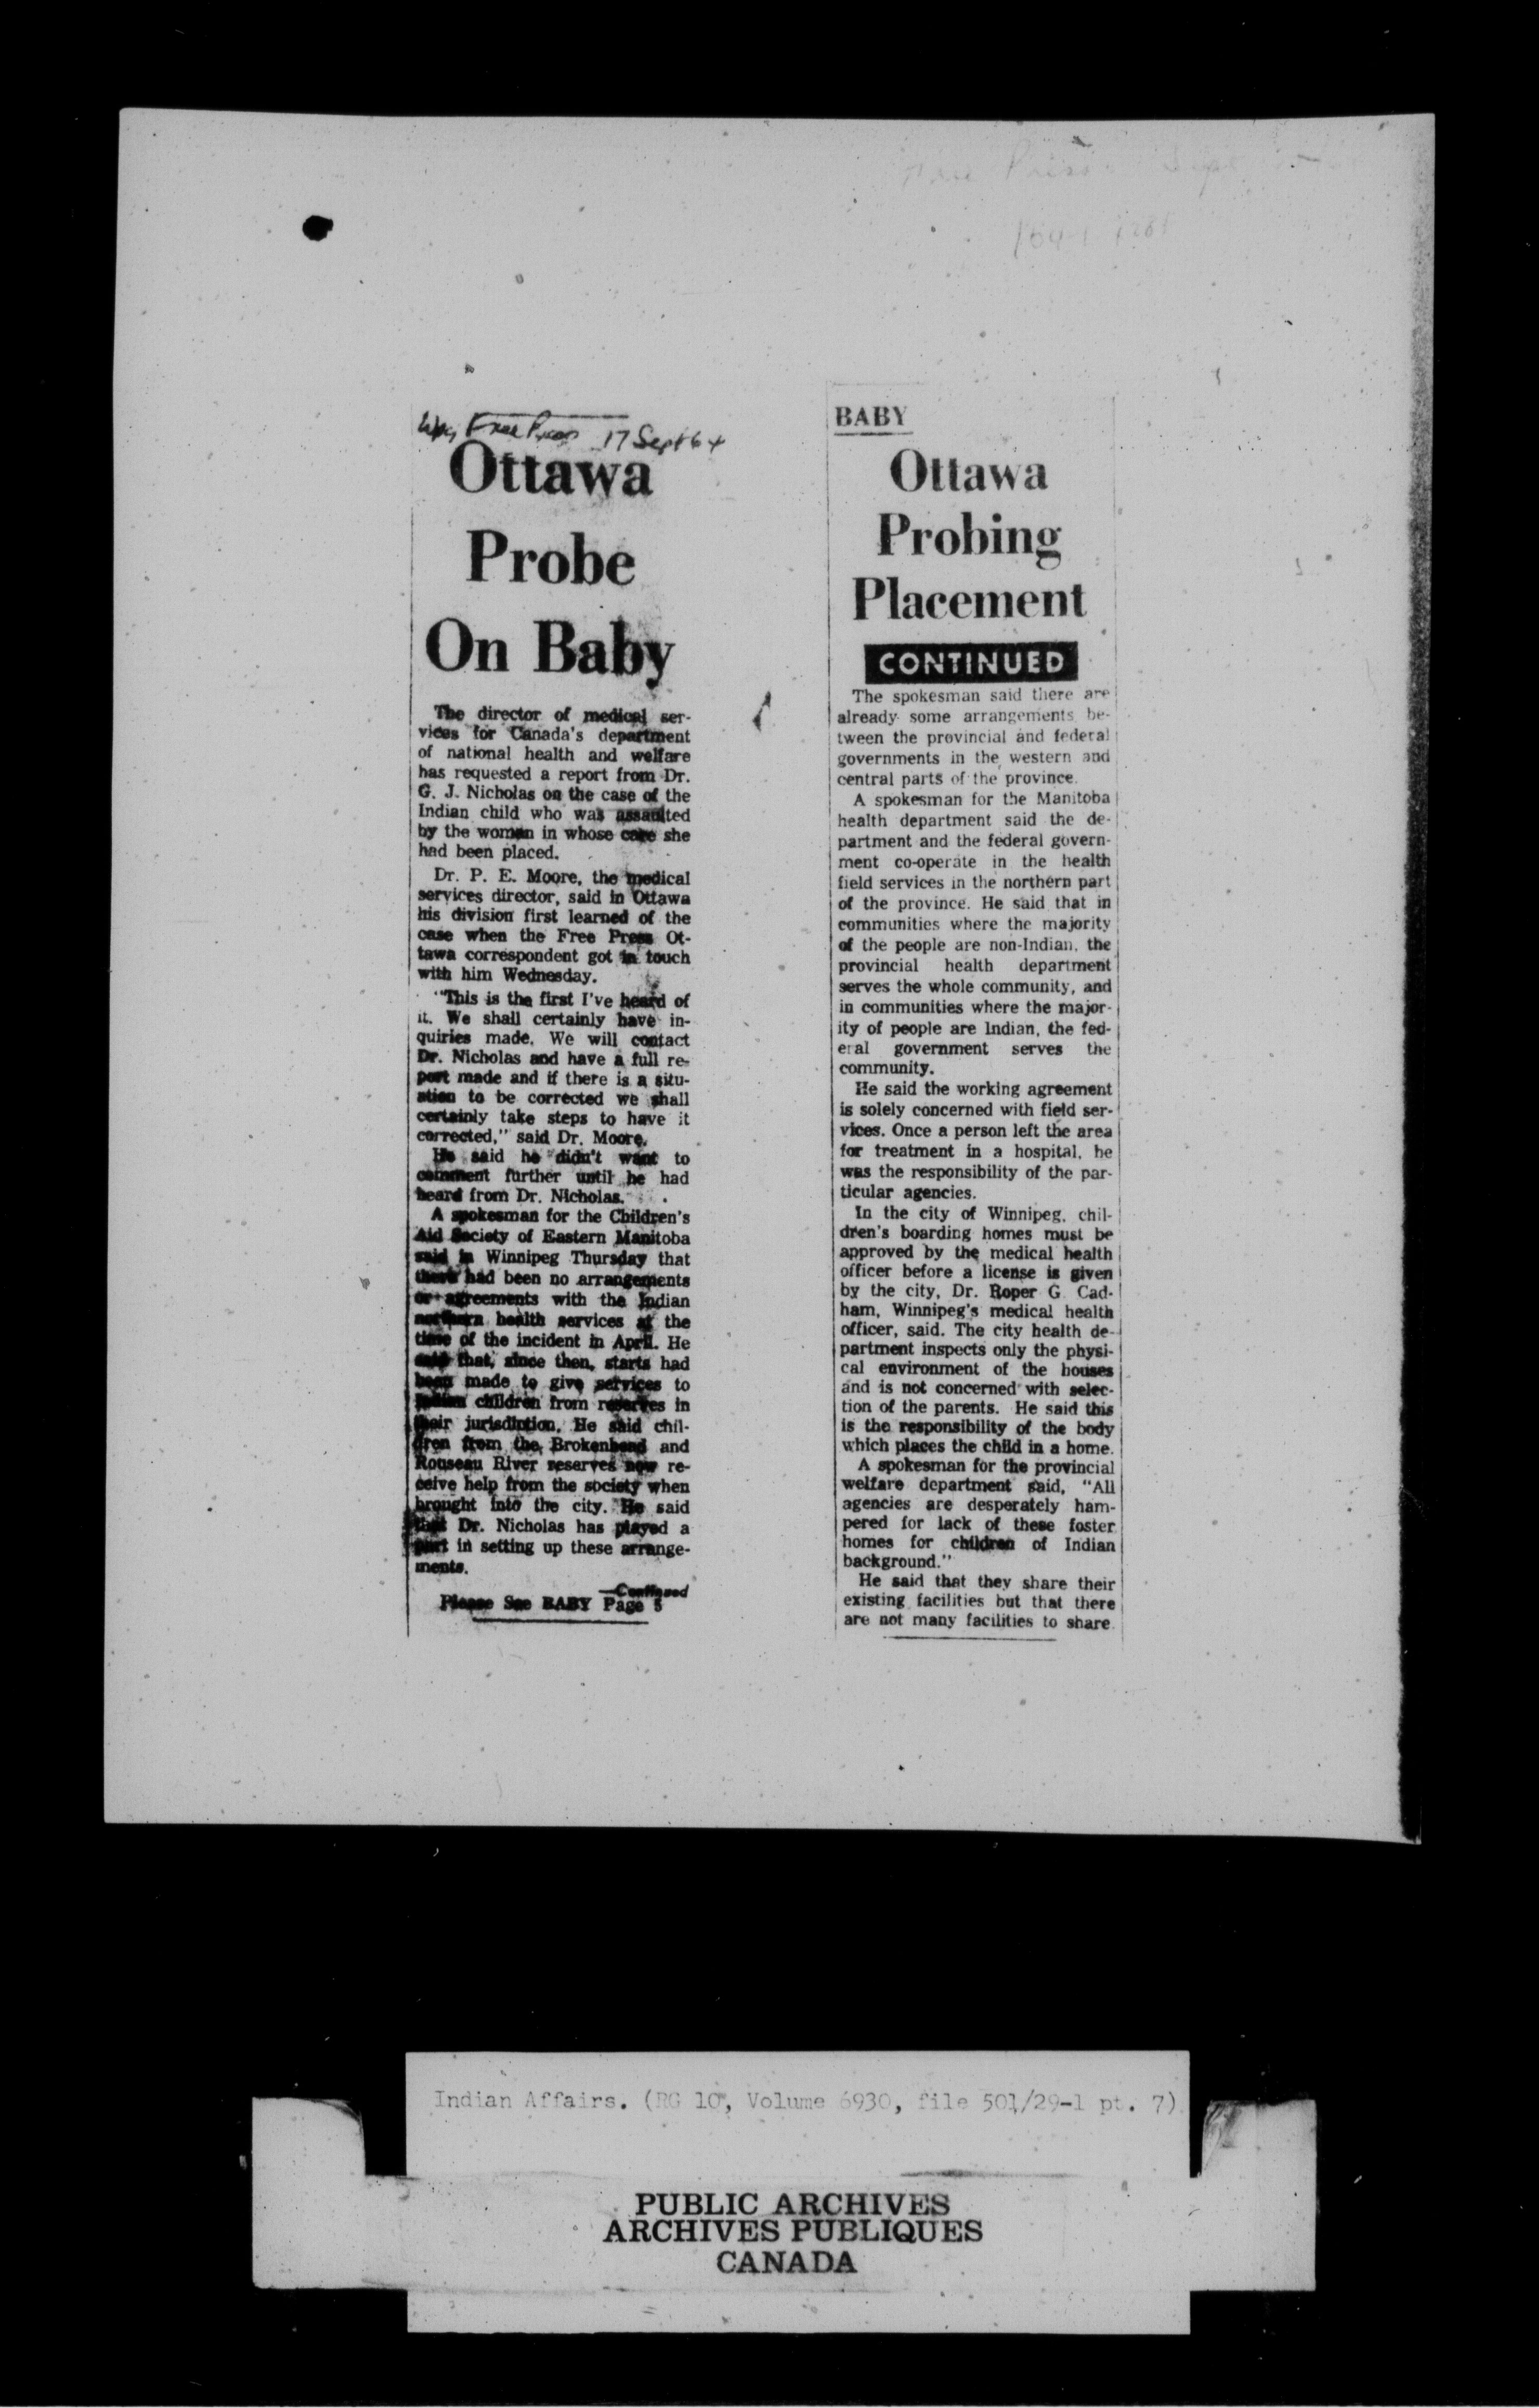 Wpg Free Press 17 Sept 64
Ottawa
Probe
On Baby
The director of medical ser-
vices for Canada's department
of national health and welfare
has requested a report from Dr.
G. J. Nicholas on the case of the
Indian child who was assaulted
by the woman in whose care she
had been placed.
Dr. P. E. Moore, the medical
services director, said in Ottawa
his division first learned of the
case when the Free Press Ot-
tawa correspondent got in touch
with him Wednesday.
"This is the first I've heard of
it. We shall certainly have in-
quiries made. We will contact
Dr. Nicholas and have a full re-
port made and if there is a situ-
ation to be corrected we shall
certainly take steps to have it
corrected," said Dr. Moore.
He said he didn't want to
comment further until he had
heard from Dr. Nicholas.
A spokesman for the Children's
Aid Society of Eastern Manitoba
said in Winnipeg Thursday that
there had been no arrangements
or agreements with the Indian
northern health services at the
time of the incident in April. He
said that, since then, starts had
been made to give services to
Indian children from reserves in
their jurisdintion. He said chil-
dren from the Brokenhead and
Rouseau River reserves now re-
ceive help from the society when
brought into the city. He said
that Dr. Nicholas has played a
part in setting up these arrange-
ments.
—Continued
Please See BABY Page 5
BABY
Ottawa
Probing
Placement
CONTINUED
The spokesman said there are
already some arrangements be-
tween the provincial and federal
governments in the western and
central parts of the province.
A spokesman for the Manitoba
health department said the de-
partment and the federal govern-
ment co-operate in the health
field services in the northern part
of the province. He said that in
communities where the majority
of the people are non-Indian, the
provincial health department
serves the whole community, and
in communities where the major-
ity of people are Indian, the fed-
eral government serves the
community.
He said the working agreement
is solely concerned with field ser-
vices. Once a person left the area
for treatment in a hospital, he
was the responsibility of the par-
ticular agencies.
In the city of Winnipeg, chil-
dren's boarding homes must be
approved by the medical health
officer before a license is given
by the city, Dr. Roper G. Cad-
ham, Winnipeg's medical health
officer, said. The city health de-
partment inspects only the physi-
cal environment of the houses
and is not concerned with selec-
tion of the parents. He said this
is the responsibility of the body
which places the child in a home.
A spokesman for the provincial
welfare department said, "All
agencies are desperately ham-
pered for lack of these foster
homes for children of Indian
background."
He said that they share their
existing facilities but that there
are not many facilities to share.
Indian Affairs. (RG 10, Volume 6930, file 501/29-1 pt. 7)
PUBLIC ARCHIVES
ARCHIVES PUBLIQUES
CANADA